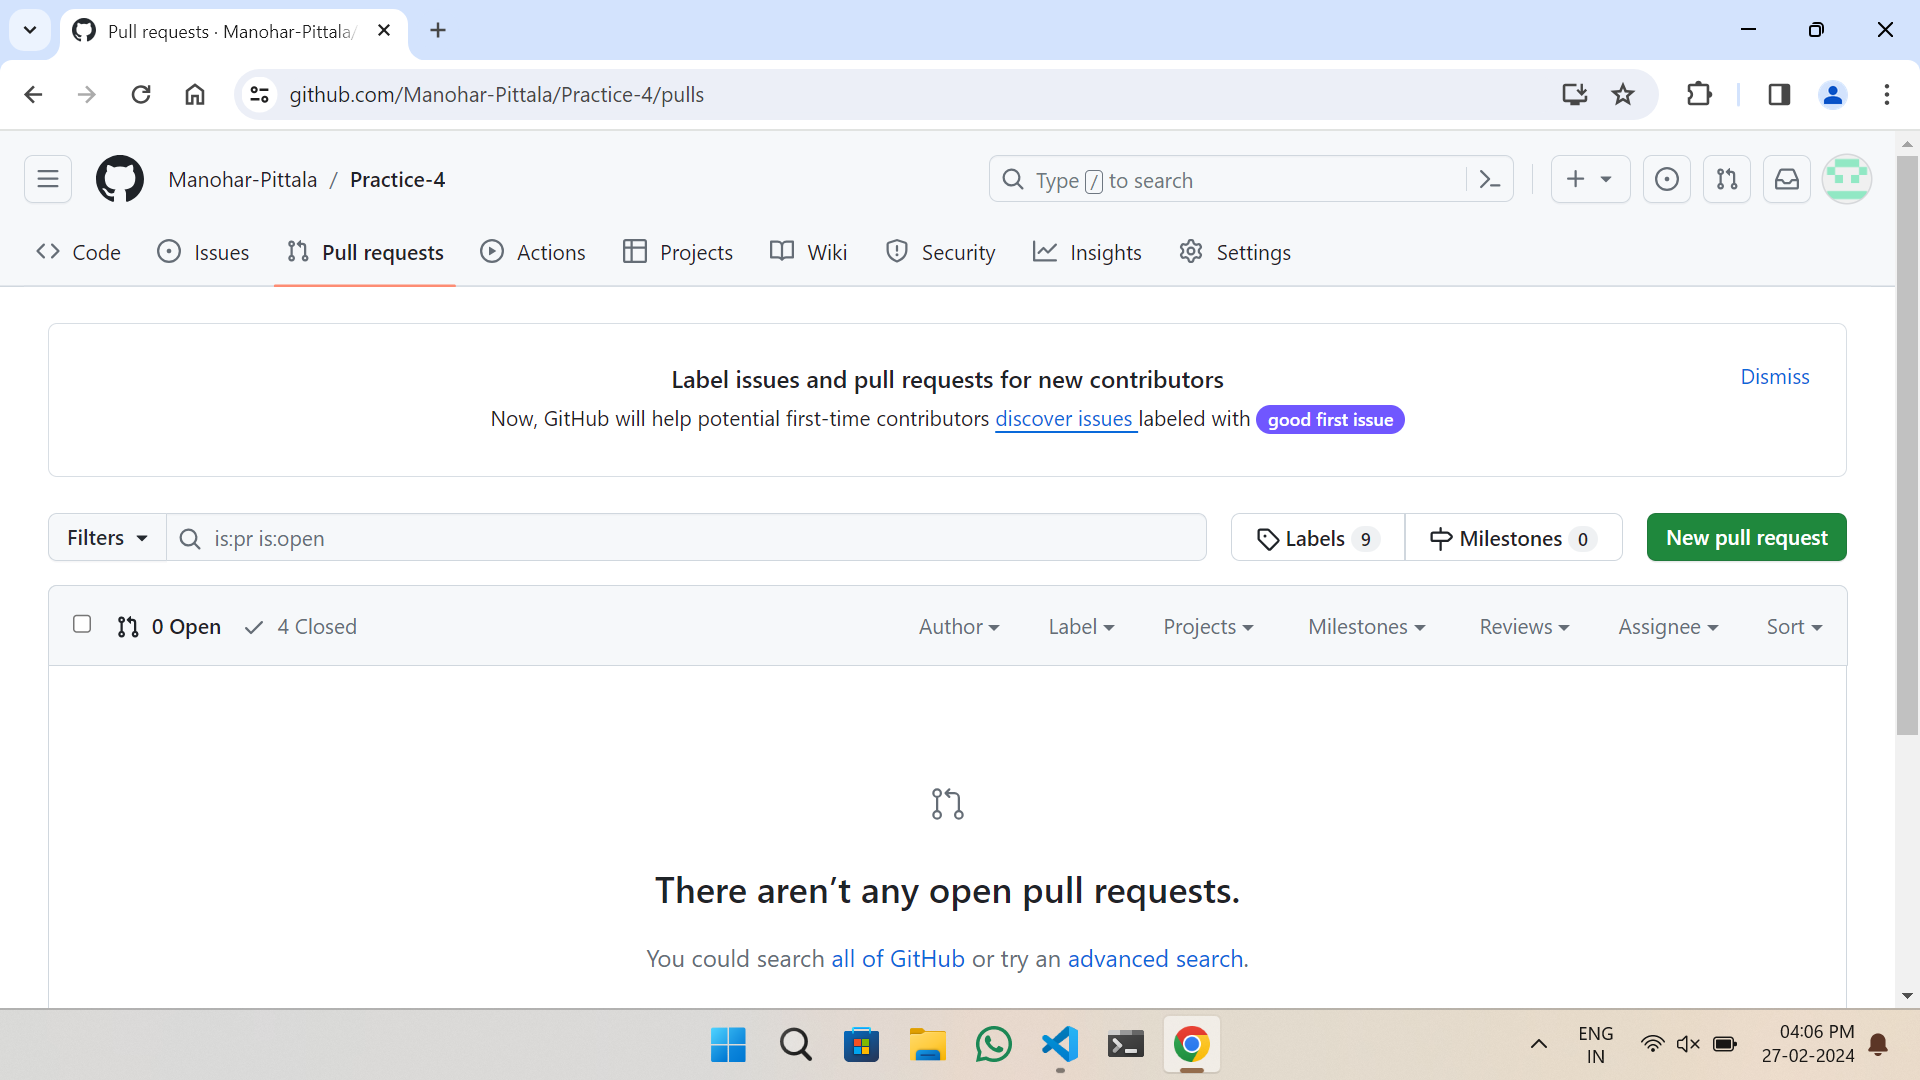 Pull requests · Manohar-Pittala/
github.com/Manohar-Pittala/Practice-4/pulls
Manohar-Pittala / Practice-4
Type / to search
Code Issues Pull requests Actions Projects Wiki Security Insights Settings
Label issues and pull requests for new contributors
Dismiss
Now, GitHub will help potential first-time contributors discover issues labeled with good first issue
Filters is:pr is:open Labels 9 Milestones 0 New pull request
0 Open 4 Closed Author Label Projects Milestones Reviews Assignee Sort
There aren’t any open pull requests.
You could search all of GitHub or try an advanced search.
ENG 04:06 PM
IN 27-02-2024